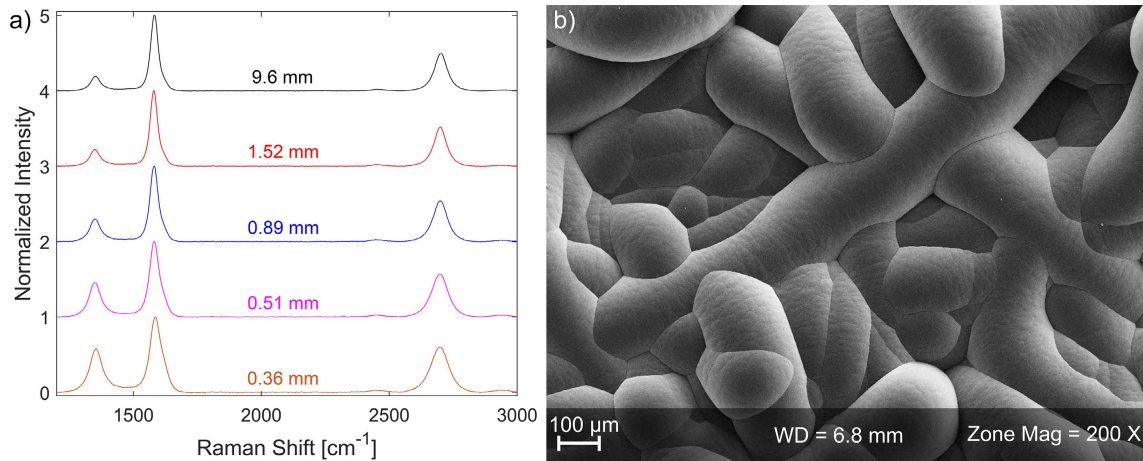 a)
Normalized Intensity
5
4
3
2
1
0
9.6 mm
1.52 mm
0.89 mm
0.51 mm
0.36 mm
1500
2000
2500
3000
Raman Shift [cm⁻¹]
b)
100 µm
WD = 6.8 mm
Zone Mag = 200 X